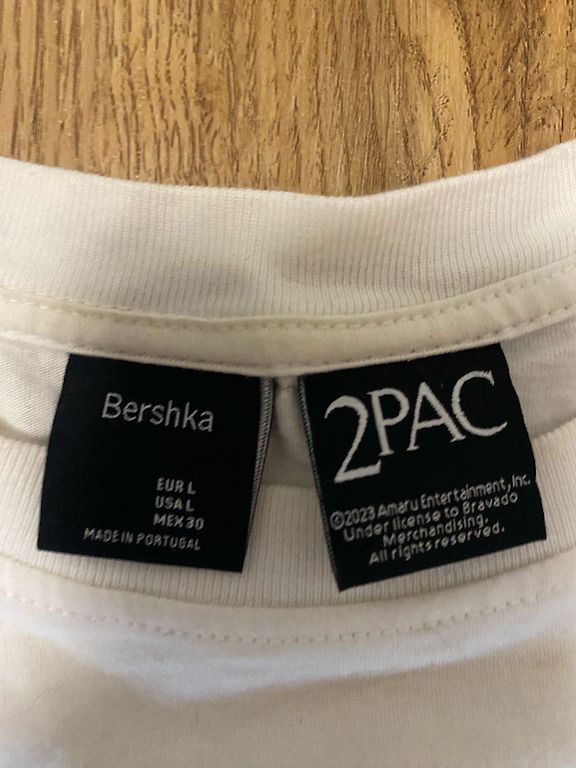 Bershka
EUR L
USA L
MEX 30
MADE IN PORTUGAL
2PAC
©2023 Amaru Entertainment, Inc.
Under license to Bravado
Merchandising.
All rights reserved.